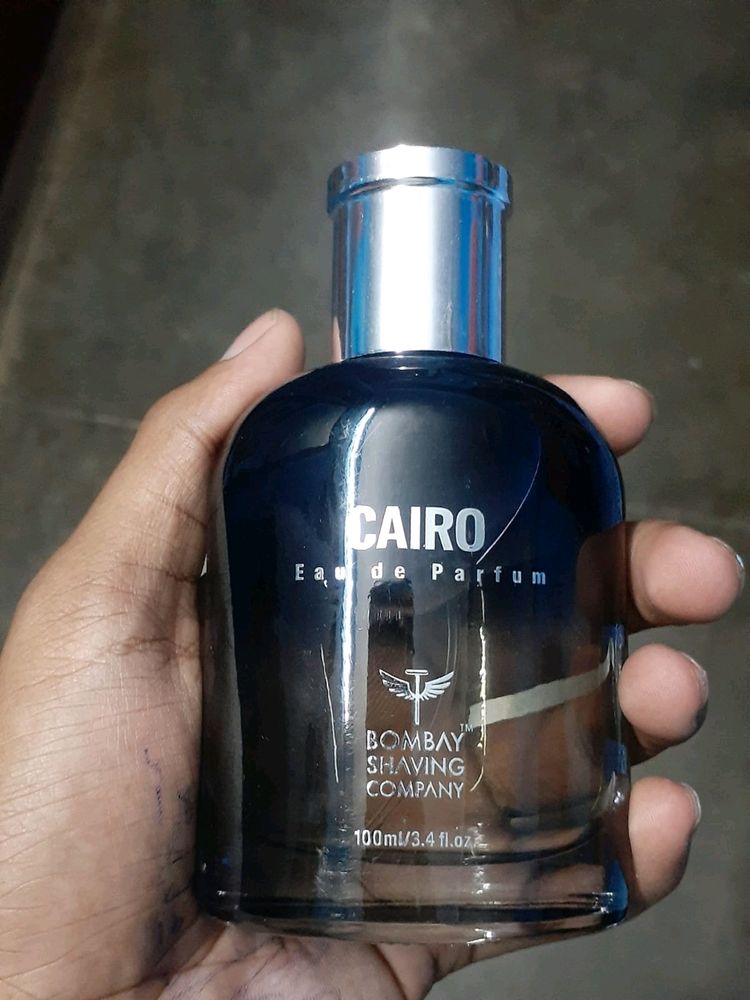 CAIRO
Eau de Parfum
BOMBAY™
SHAVING
COMPANY
100ml/3.4 fl.oz